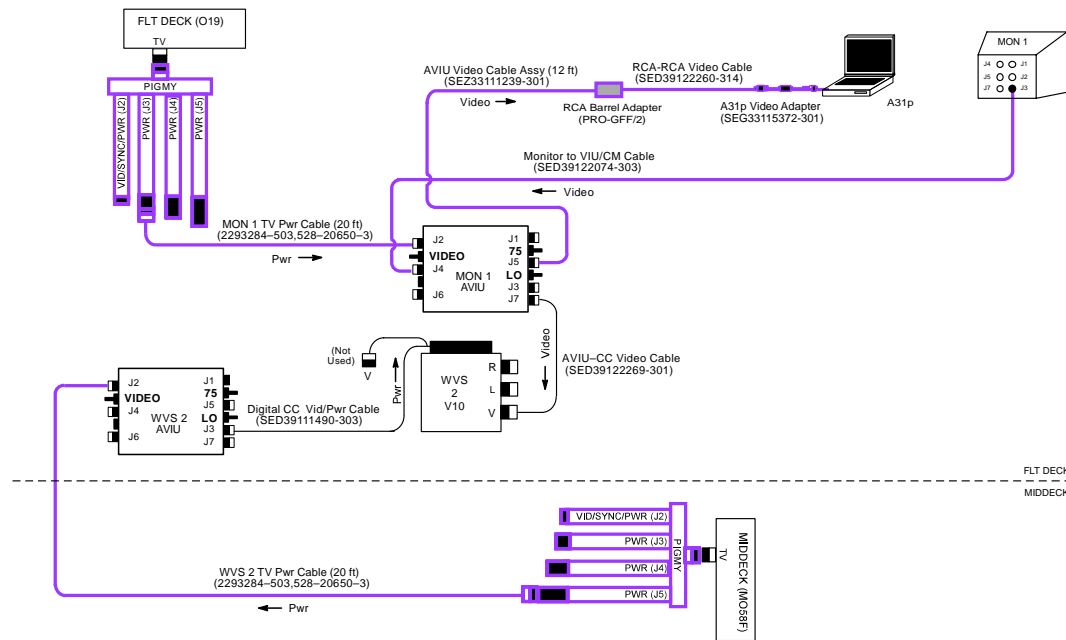 FLT DECK (O19)
TV
PIGMY
VID/SYNC/PWR (J2)
PWR (J3)
PWR (J4)
PWR (J5)
AVIU Video Cable Assy (12 ft)
(SEZ33111239-301)
Video
RCA Barrel Adapter
(PRO-GFF/2)
RCA-RCA Video Cable
(SED39122260-314)
A31p Video Adapter
(SEG33115372-301)
A31p
MON 1
J4 J1
J5 J2
J7 J3
Monitor to VIU/CM Cable
(SED39122074-303)
Video
MON 1 TV Pwr Cable (20 ft)
(2293284–503,528–20650–3)
Pwr
J2
VIDEO
J4
J6
MON 1
AVIU
J1
75
J5
LO
J3
J7
Video
AVIU–CC Video Cable
(SED39122269-301)
(Not
Used)
V
Pwr
WVS
2
V10
R
L
V
J2
VIDEO
J4
J6
WVS 2
AVIU
J1
75
J5
LO
J3
J7
Digital CC Vid/Pwr Cable
(SED39111490-303)
FLT DECK
MIDDECK
VID/SYNC/PWR (J2)
PWR (J3)
PWR (J4)
PWR (J5)
PIGMY
TV
MIDDECK (MO58F)
WVS 2 TV Pwr Cable (20 ft)
(2293284–503,528–20650–3)
Pwr